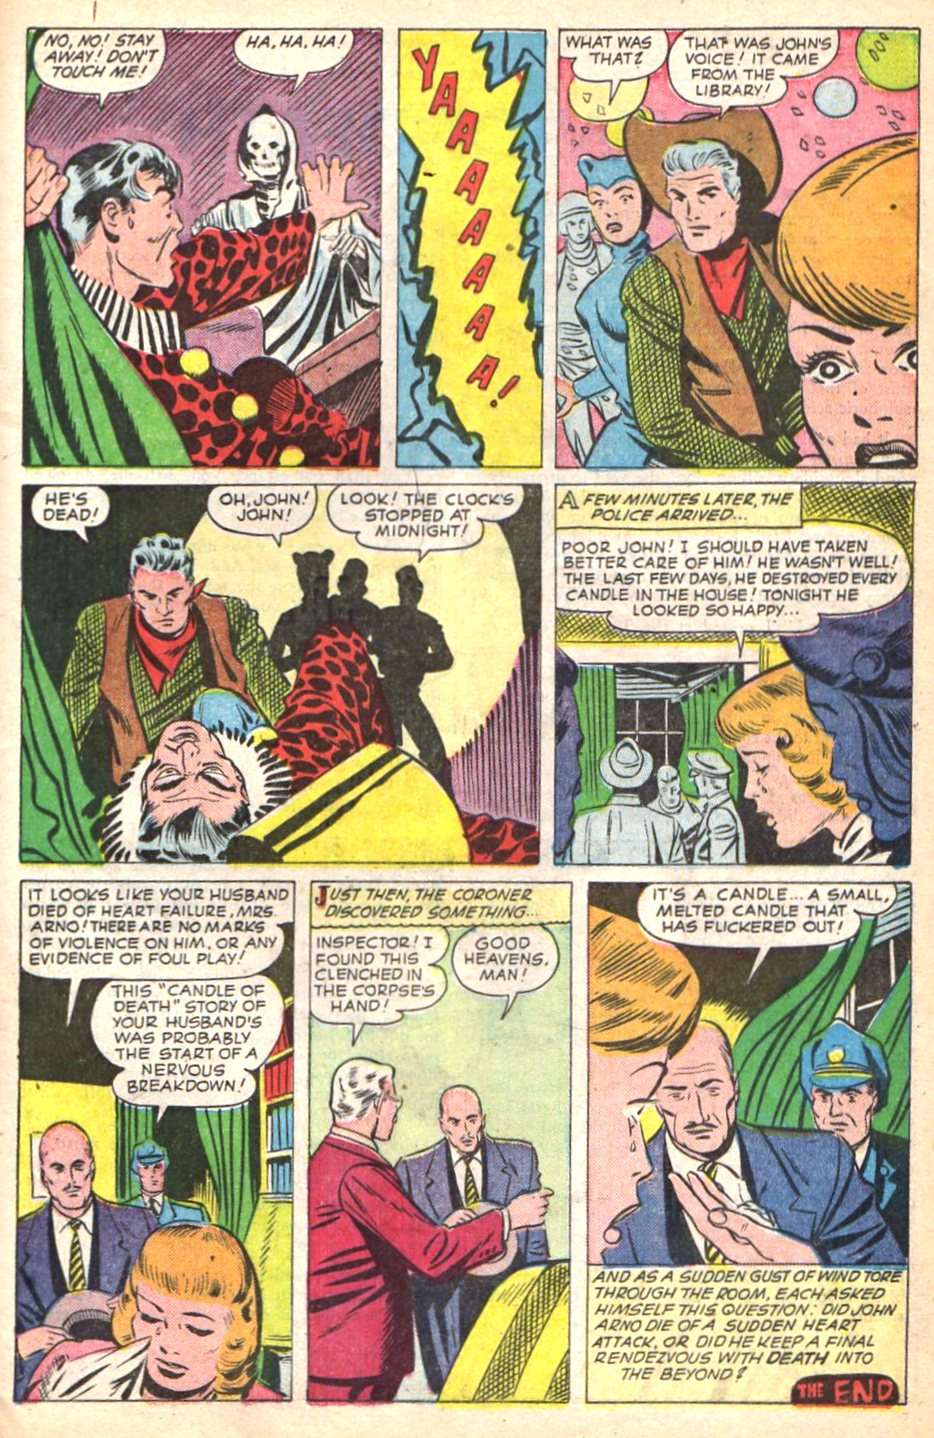 NO, NO! STAY
AWAY! DON'T
TOUCH ME!
HA, HA, HA!
YAAAAAAAA!
WHAT WAS
THAT?
THAT WAS JOHN'S
VOICE! IT CAME
FROM THE
LIBRARY!
HE'S
DEAD!
OH, JOHN!
JOHN!
LOOK! THE CLOCK'S
STOPPED AT
MIDNIGHT!
A FEW MINUTES LATER, THE
POLICE ARRIVED...
POOR JOHN! I SHOULD HAVE TAKEN
BETTER CARE OF HIM! HE WASN'T WELL!
THE LAST FEW DAYS, HE DESTROYED EVERY
CANDLE IN THE HOUSE! TONIGHT HE
LOOKED SO HAPPY...
IT LOOKS LIKE YOUR HUSBAND
DIED OF HEART FAILURE, MRS.
ARNO! THERE ARE NO MARKS
OF VIOLENCE ON HIM, OR ANY
EVIDENCE OF FOUL PLAY!
THIS "CANDLE OF
DEATH" STORY OF
YOUR HUSBAND'S
WAS PROBABLY
THE START OF A
NERVOUS
BREAKDOWN!
JUST THEN, THE CORONER
DISCOVERED SOMETHING...
INSPECTOR! I
FOUND THIS
CLENCHED IN
THE CORPSE'S
HAND!
GOOD
HEAVENS,
MAN!
IT'S A CANDLE... A SMALL,
MELTED CANDLE THAT
HAS FLICKERED OUT!
AND AS A SUDDEN GUST OF WIND TORE
THROUGH THE ROOM, EACH ASKED
HIMSELF THIS QUESTION: DID JOHN
ARNO DIE OF A SUDDEN HEART
ATTACK, OR DID HE KEEP A FINAL
RENDEZVOUS WITH DEATH INTO
THE BEYOND?
THE END